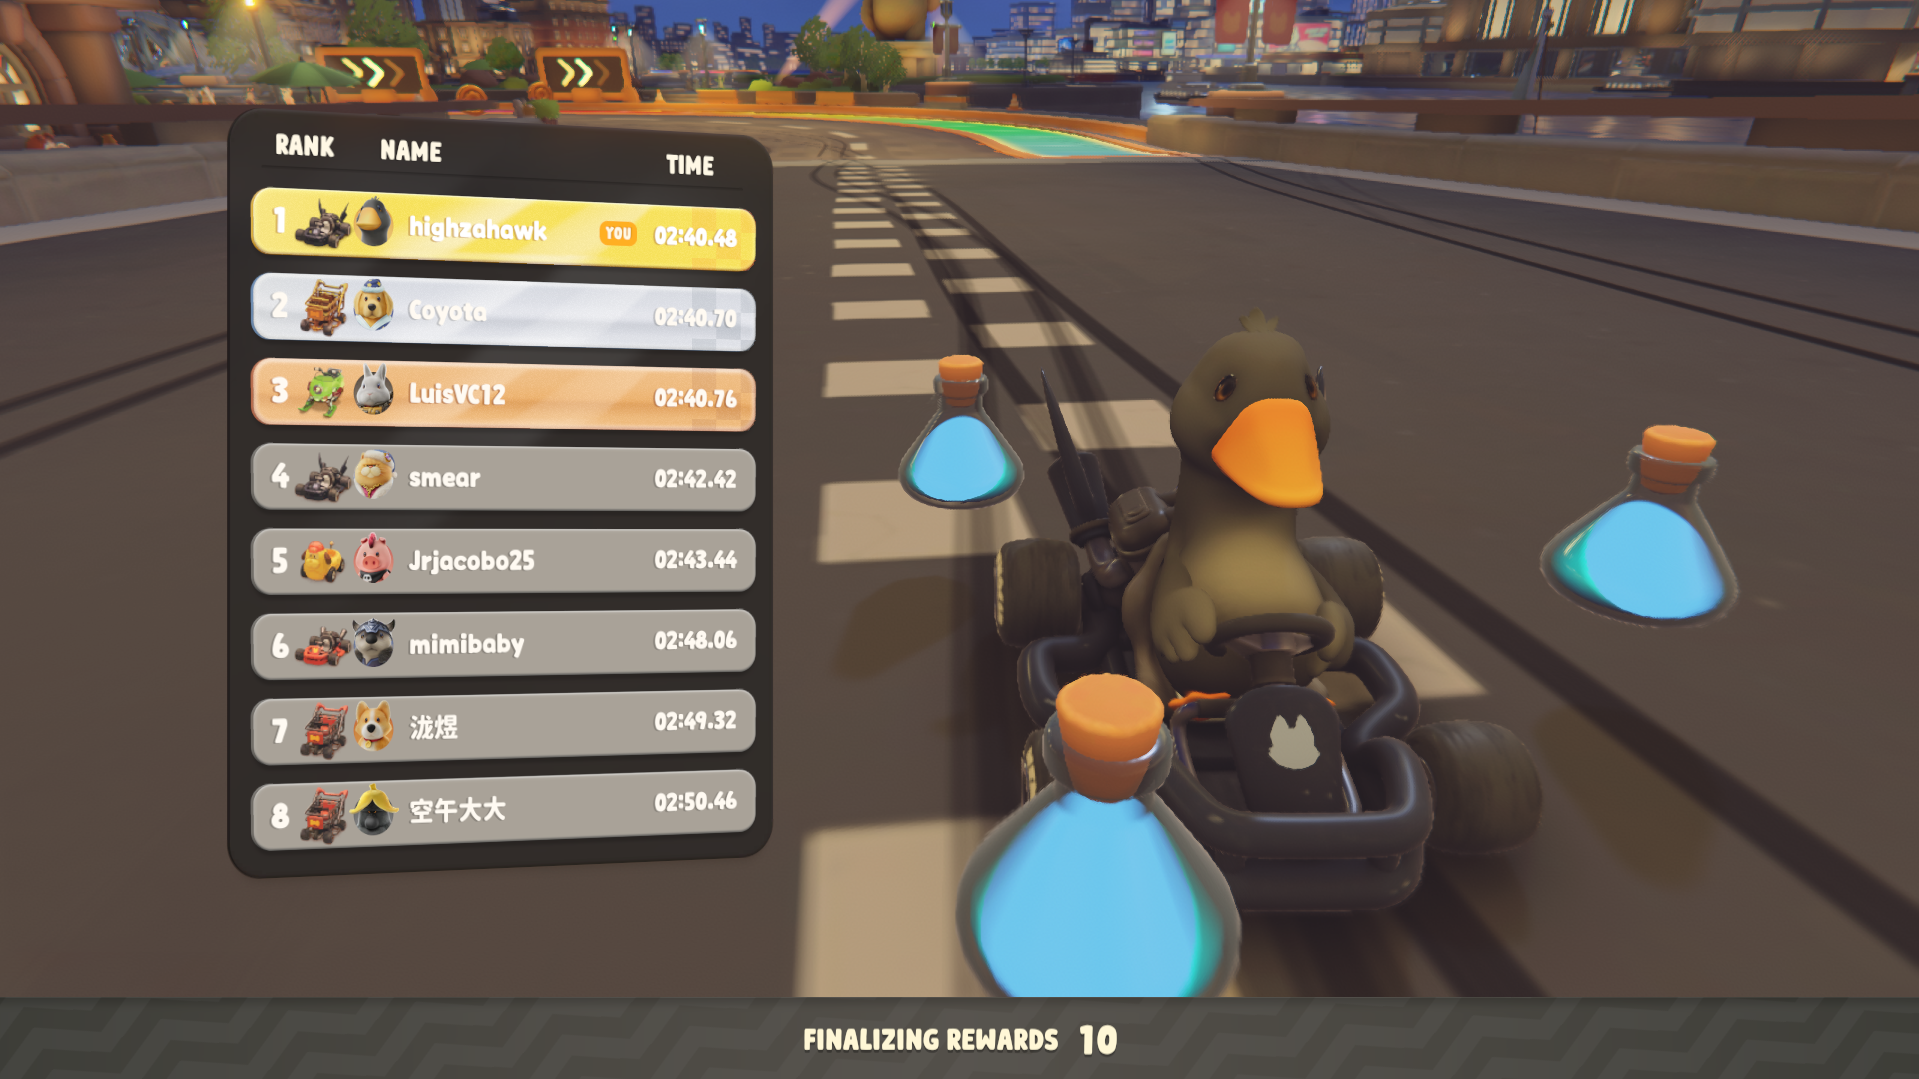 RANK NAME TIME
1 highzahawk YOU 02:40.48
2 Coyota 02:40.70
3 LuisVC12 02:40.76
4 smear 02:42.42
5 Jrjacobo25 02:43.44
6 mimibaby 02:48.06
7 泷煜 02:49.32
8 空午大大 02:50.46
FINALIZING REWARDS 10